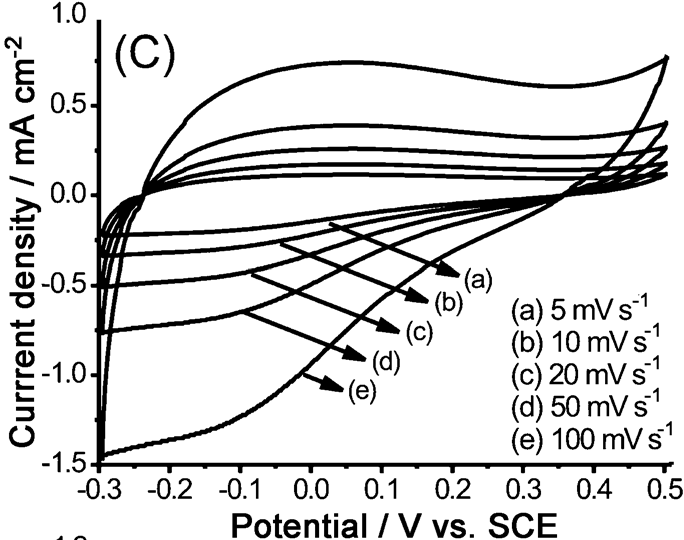 (C)
Currrent density / mA cm-2
1.0
0.5
0.0
-0.5
-1.0
-1.5
(a)
(b)
(c)
(d)
(e)
(a) 5 mV s-1
(b) 10 mV s-1
(c) 20 mV s-1
(d) 50 mV s-1
(e) 100 mV s-1
-0.3 -0.2 -0.1 0.0 0.1 0.2 0.3 0.4 0.5
Potential / V vs. SCE